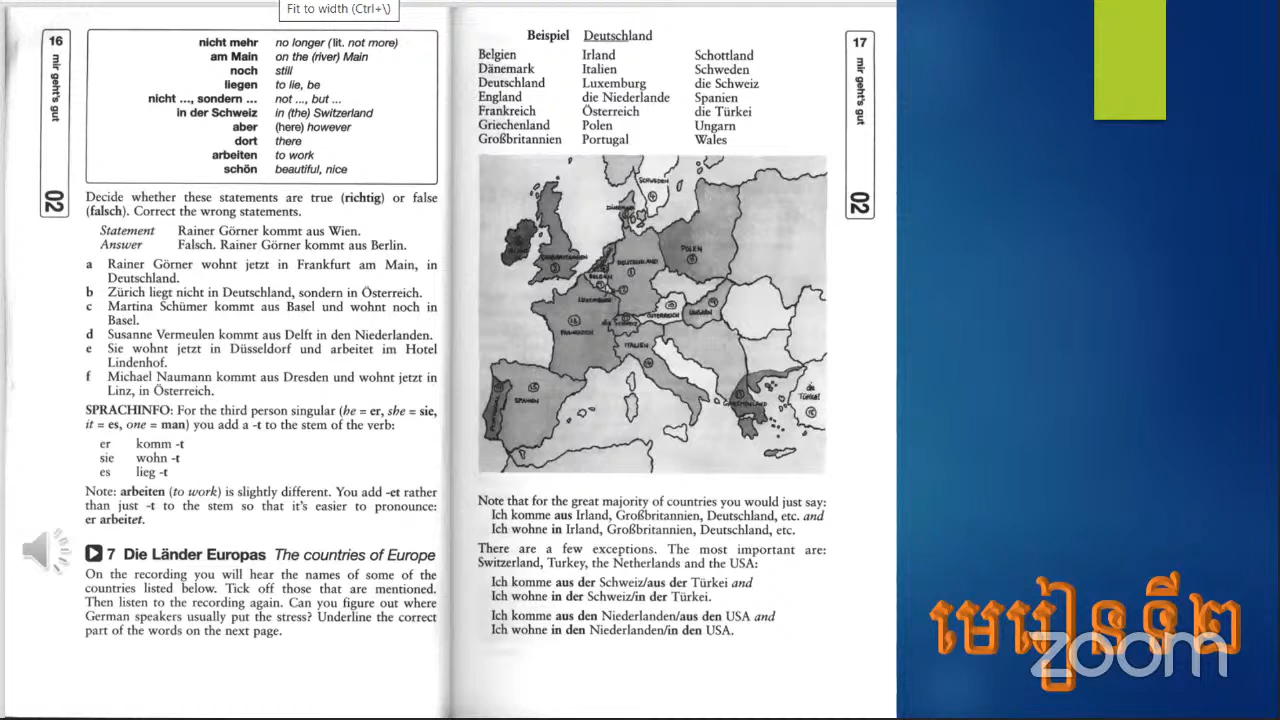 Fit to width (Ctrl+\)
16
mir geht's gut
02
nicht mehr no longer (lit. not more)
am Main on the (river) Main
noch still
liegen to lie, be
nicht ..., sondern ... not ..., but ...
in der Schweiz in (the) Switzerland
aber (here) however
dort there
arbeiten to work
schön beautiful, nice
Decide whether these statements are true (richtig) or false
(falsch). Correct the wrong statements.
Statement Rainer Görner kommt aus Wien.
Answer Falsch. Rainer Görner kommt aus Berlin.
a Rainer Görner wohnt jetzt in Frankfurt am Main, in
Deutschland.
b Zürich liegt nicht in Deutschland, sondern in Österreich.
c Martina Schümer kommt aus Basel und wohnt noch in
Basel.
d Susanne Vermeulen kommt aus Delft in den Niederlanden.
e Sie wohnt jetzt in Düsseldorf und arbeitet im Hotel
Lindenhof.
f Michael Naumann kommt aus Dresden und wohnt jetzt in
Linz, in Österreich.
SPRACHINFO: For the third person singular (he = er, she = sie,
it = es, one = man) you add a -t to the stem of the verb:
er komm -t
sie wohn -t
es lieg -t
Note: arbeiten (to work) is slightly different. You add -et rather
than just -t to the stem so that it's easier to pronounce:
er arbeitet.
7 Die Länder Europas The countries of Europe
On the recording you will hear the names of some of the
countries listed below. Tick off those that are mentioned.
Then listen to the recording again. Can you figure out where
German speakers usually put the stress? Underline the correct
part of the words on the next page.
Beispiel Deutschland
Belgien Irland Schottland
Dänemark Italien Schweden
Deutschland Luxemburg die Schweiz
England die Niederlande Spanien
Frankreich Österreich die Türkei
Griechenland Polen Ungarn
Großbritannien Portugal Wales
17
mir geht's gut
02
SCHWEDEN
DÄNEMARK
POLEN
GROSSBRITANNIEN
DEUTSCHLAND
BELGIEN
LUXEMBURG
ÖSTERREICH
UNGARN
die SCHWEIZ
FRANKREICH
ITALIEN
SPANIEN
PORTUGAL
GRIECHENLAND
die
TÜRKEI
Note that for the great majority of countries you would just say:
Ich komme aus Irland, Großbritannien, Deutschland, etc. and
Ich wohne in Irland, Großbritannien, Deutschland, etc.
There are a few exceptions. The most important are:
Switzerland, Turkey, the Netherlands and the USA:
Ich komme aus der Schweiz/aus der Türkei and
Ich wohne in der Schweiz/in der Türkei.
Ich komme aus den Niederlanden/aus den USA and
Ich wohne in den Niederlanden/in den USA.
មេរៀនទី២
zoom